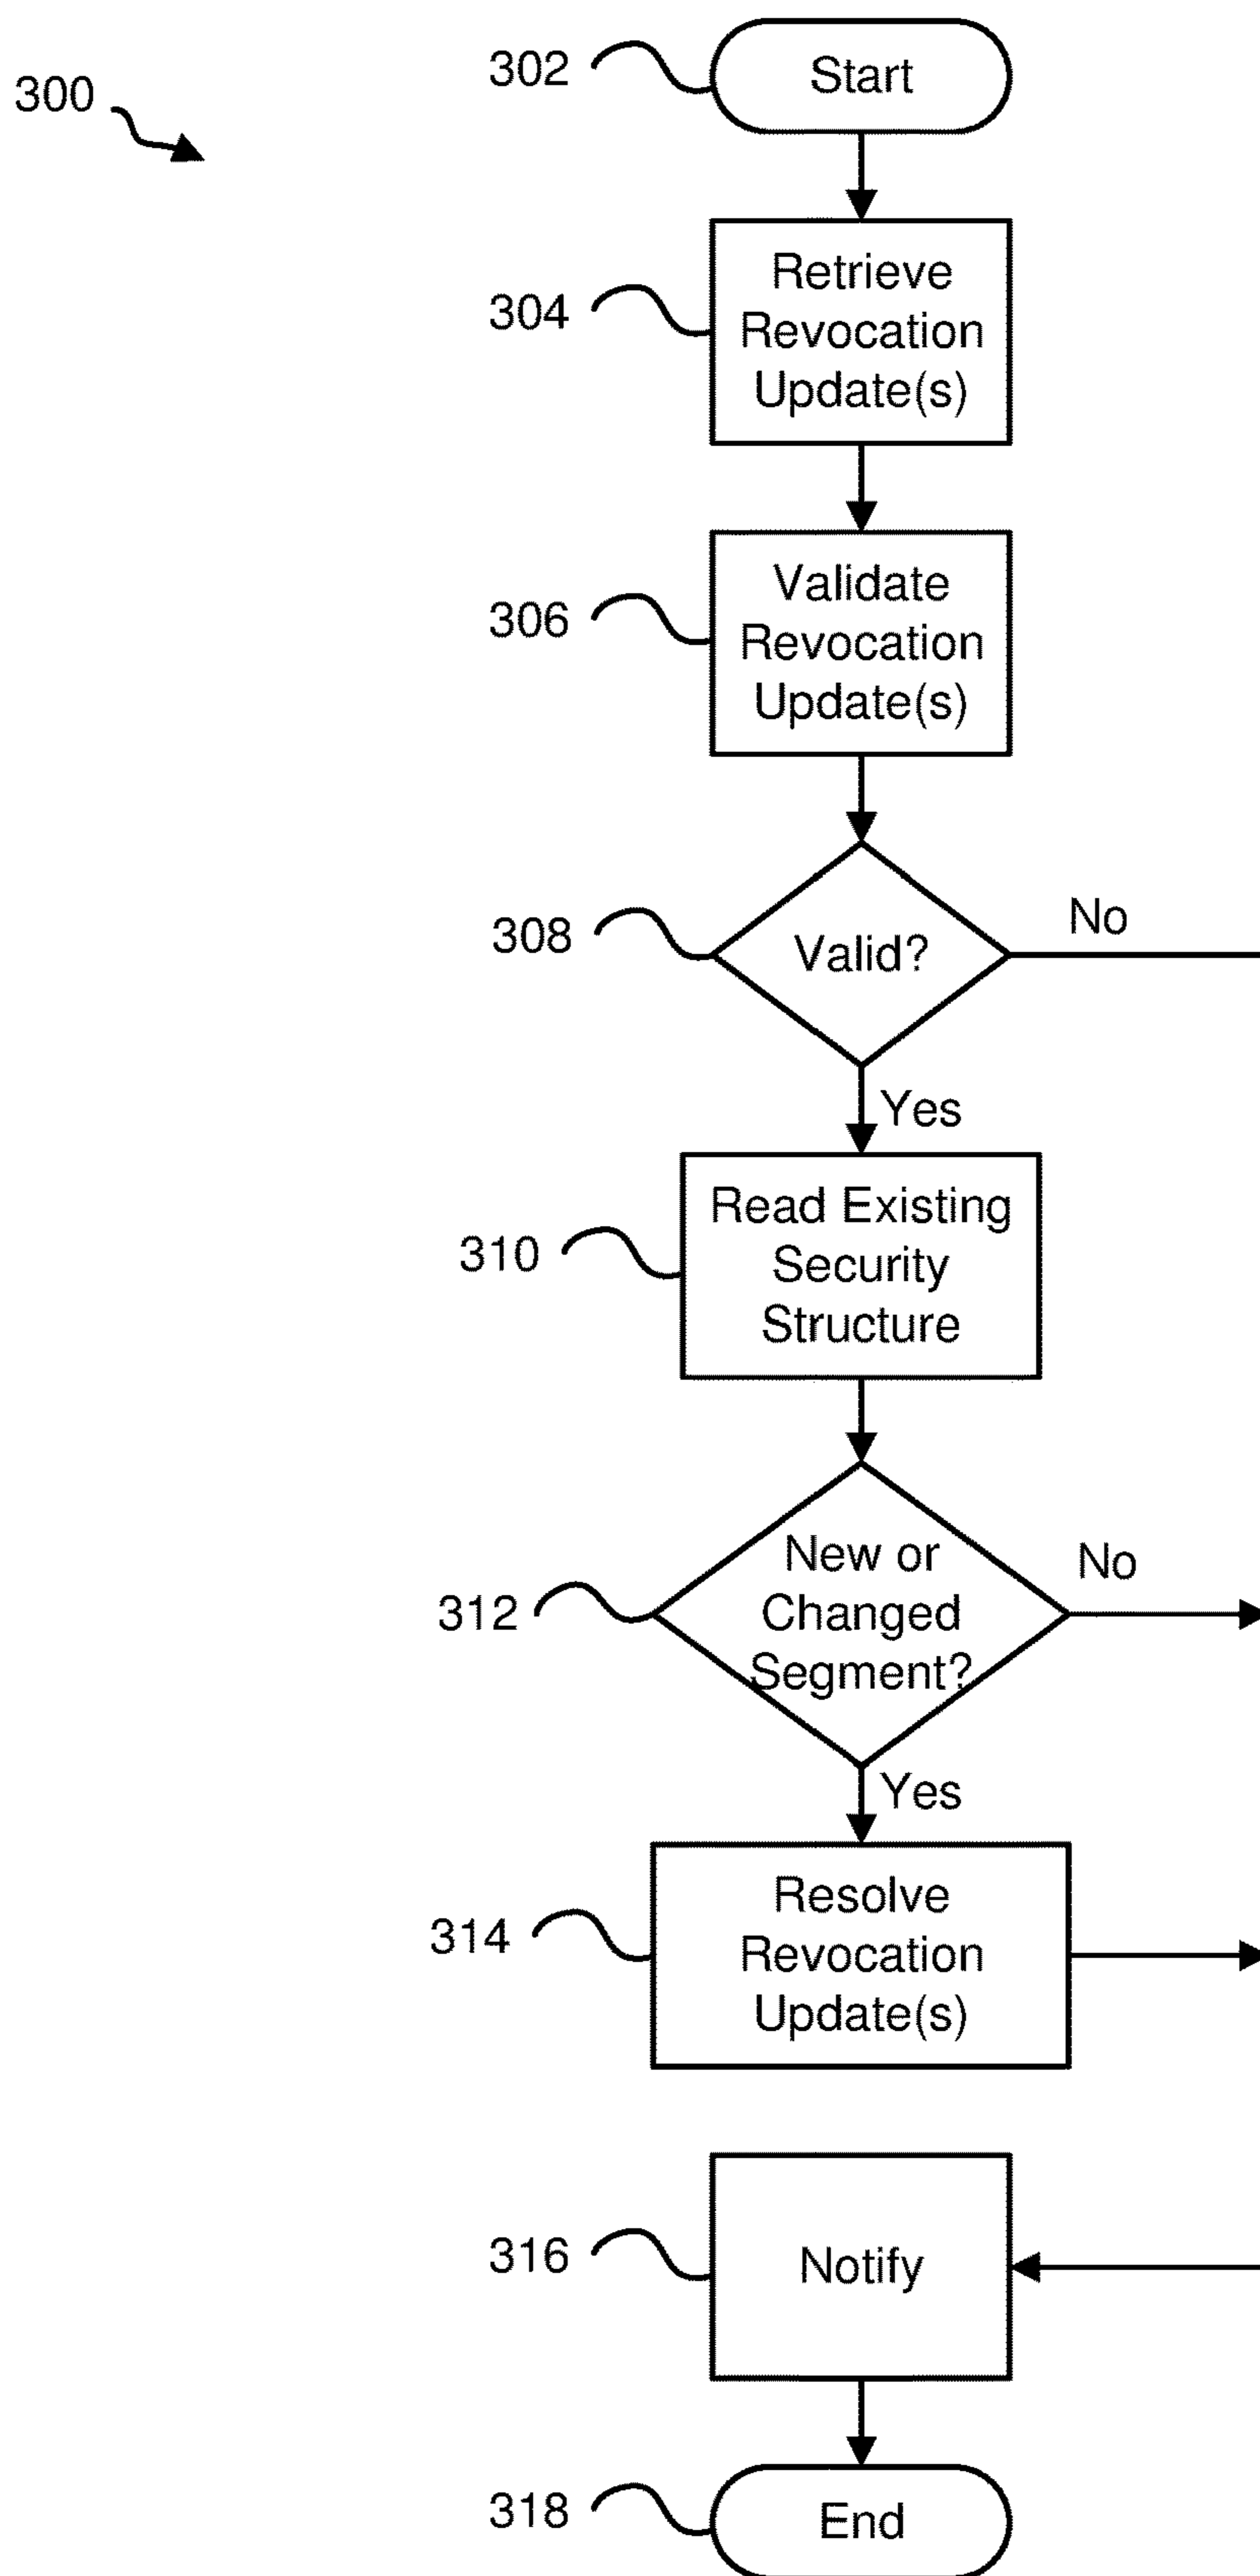 300
302
Start
304
Retrieve
Revocation
Update(s)
306
Validate
Revocation
Update(s)
308
Valid?
No
Yes
310
Read Existing
Security
Structure
312
New or
Changed
Segment?
No
Yes
314
Resolve
Revocation
Update(s)
316
Notify
318
End